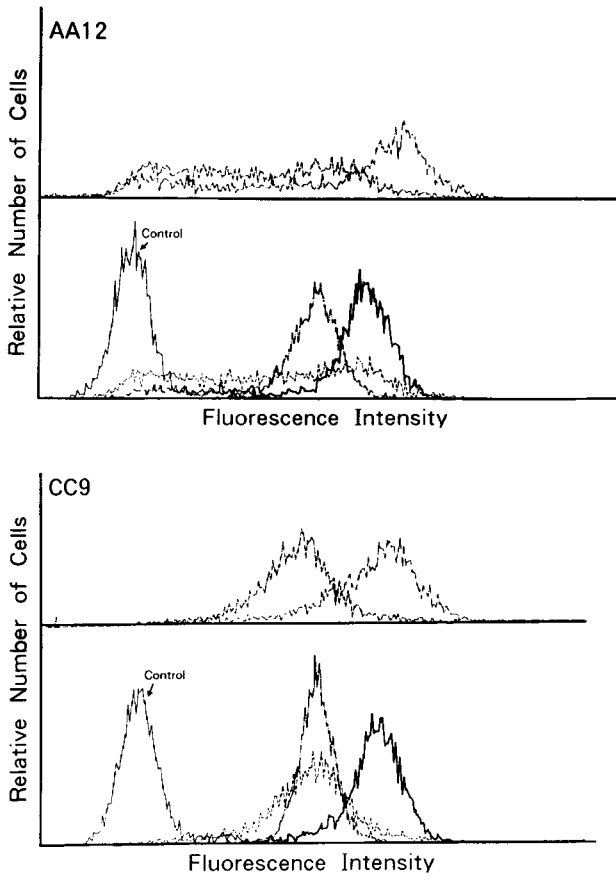 AA12
Relative Number of Cells
Control
Fluorescence Intensity
CC9
Relative Number of Cells
Control
Fluorescence Intensity